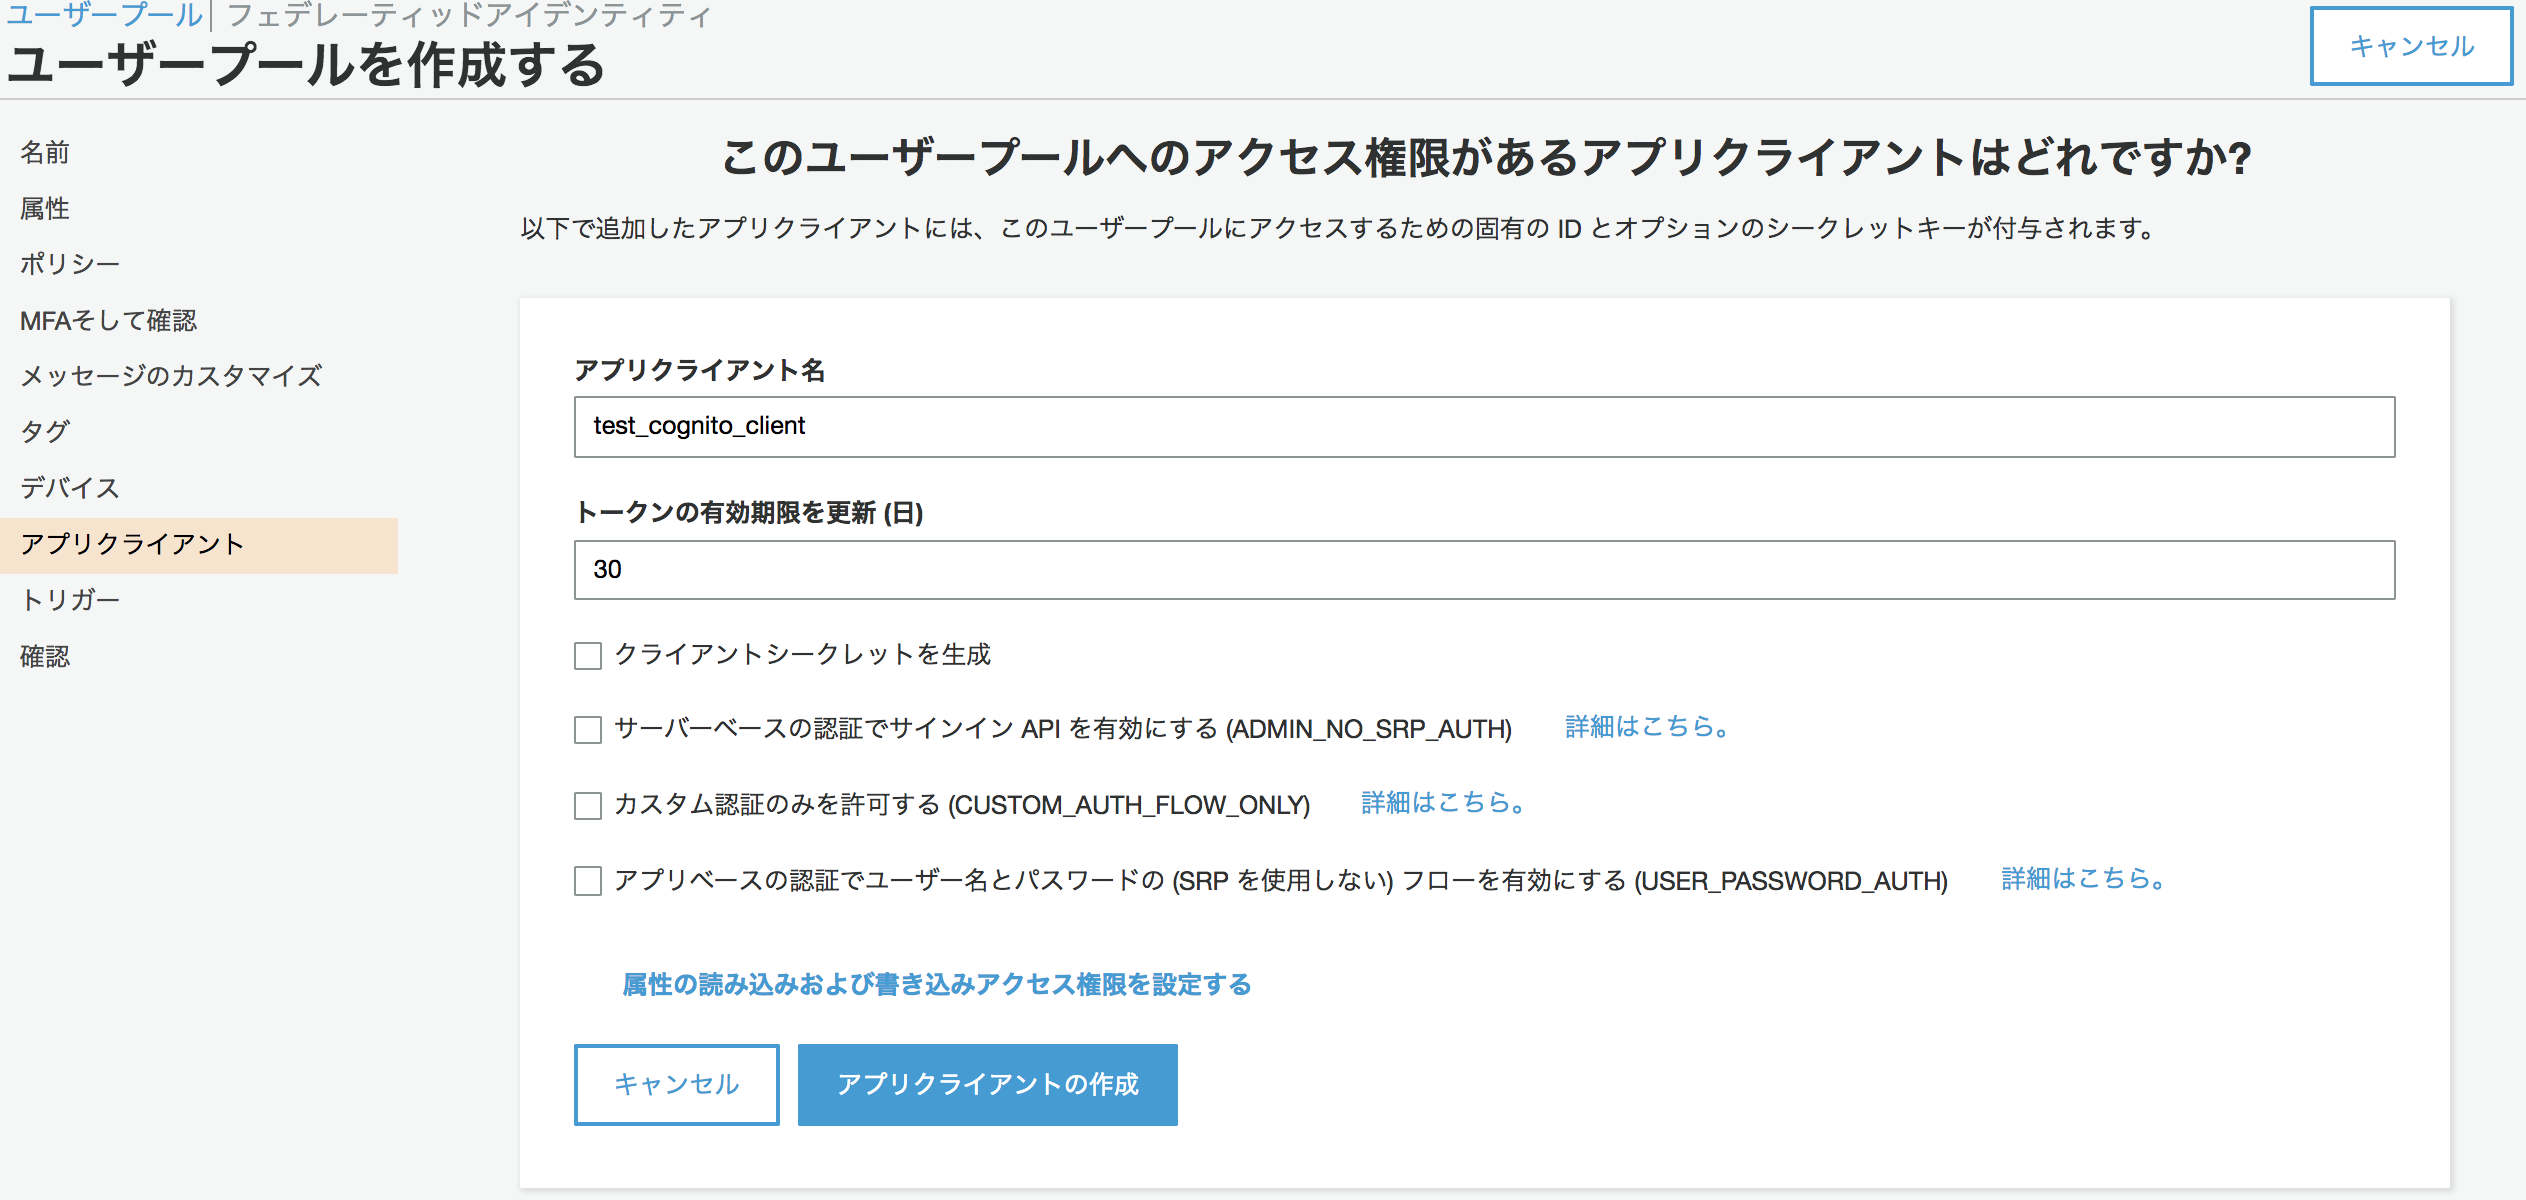 ユーザープール | フェデレーティッドアイデンティティ
ユーザープールを作成する
キャンセル
名前
属性
ポリシー
MFAそして確認
メッセージのカスタマイズ
タグ
デバイス
アプリクライアント
トリガー
確認
このユーザープールへのアクセス権限があるアプリクライアントはどれですか?
以下で追加したアプリクライアントには、このユーザープールにアクセスするための固有の ID とオプションのシークレットキーが付与されます。
アプリクライアント名
test_cognito_client
トークンの有効期限を更新 (日)
30
クライアントシークレットを生成
サーバーベースの認証でサインイン API を有効にする (ADMIN_NO_SRP_AUTH) 詳細はこちら。
カスタム認証のみを許可する (CUSTOM_AUTH_FLOW_ONLY) 詳細はこちら。
アプリベースの認証でユーザー名とパスワードの (SRP を使用しない) フローを有効にする (USER_PASSWORD_AUTH) 詳細はこちら。
属性の読み込みおよび書き込みアクセス権限を設定する
キャンセル
アプリクライアントの作成